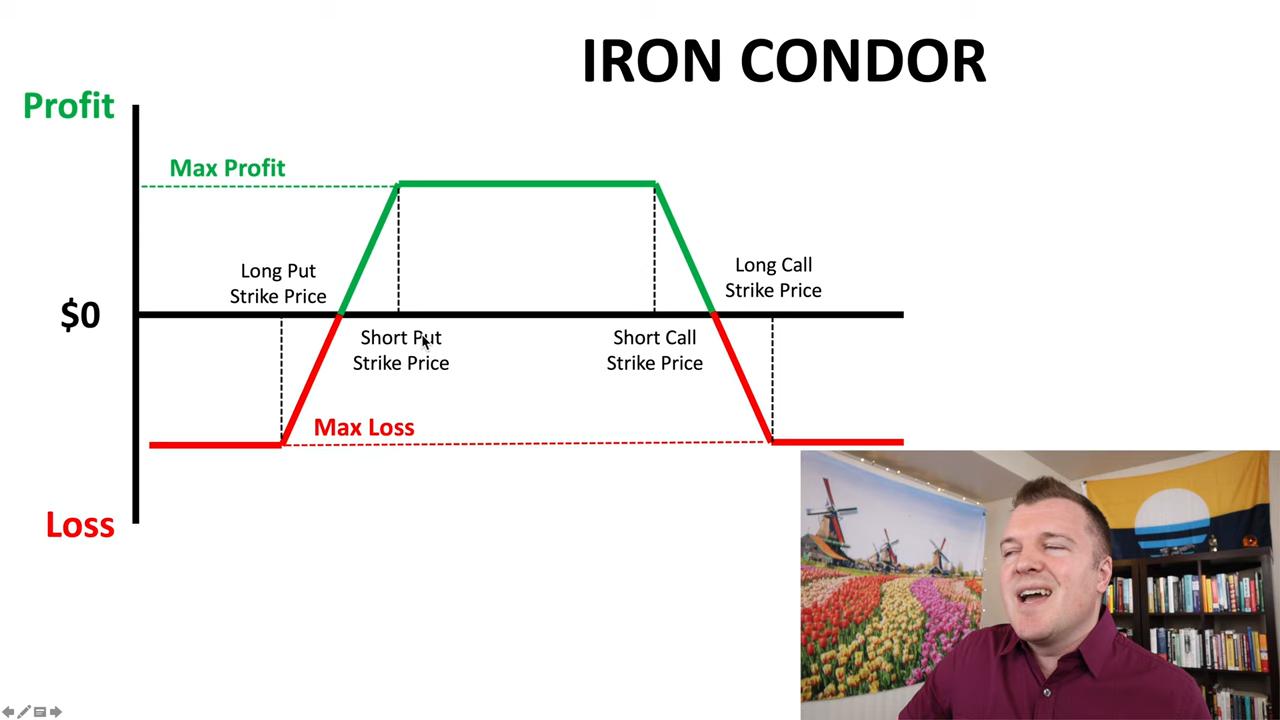 IRON CONDOR
Profit
Max Profit
Long Put
Strike Price
Long Call
Strike Price
$0
Short Put
Strike Price
Short Call
Strike Price
Max Loss
Loss